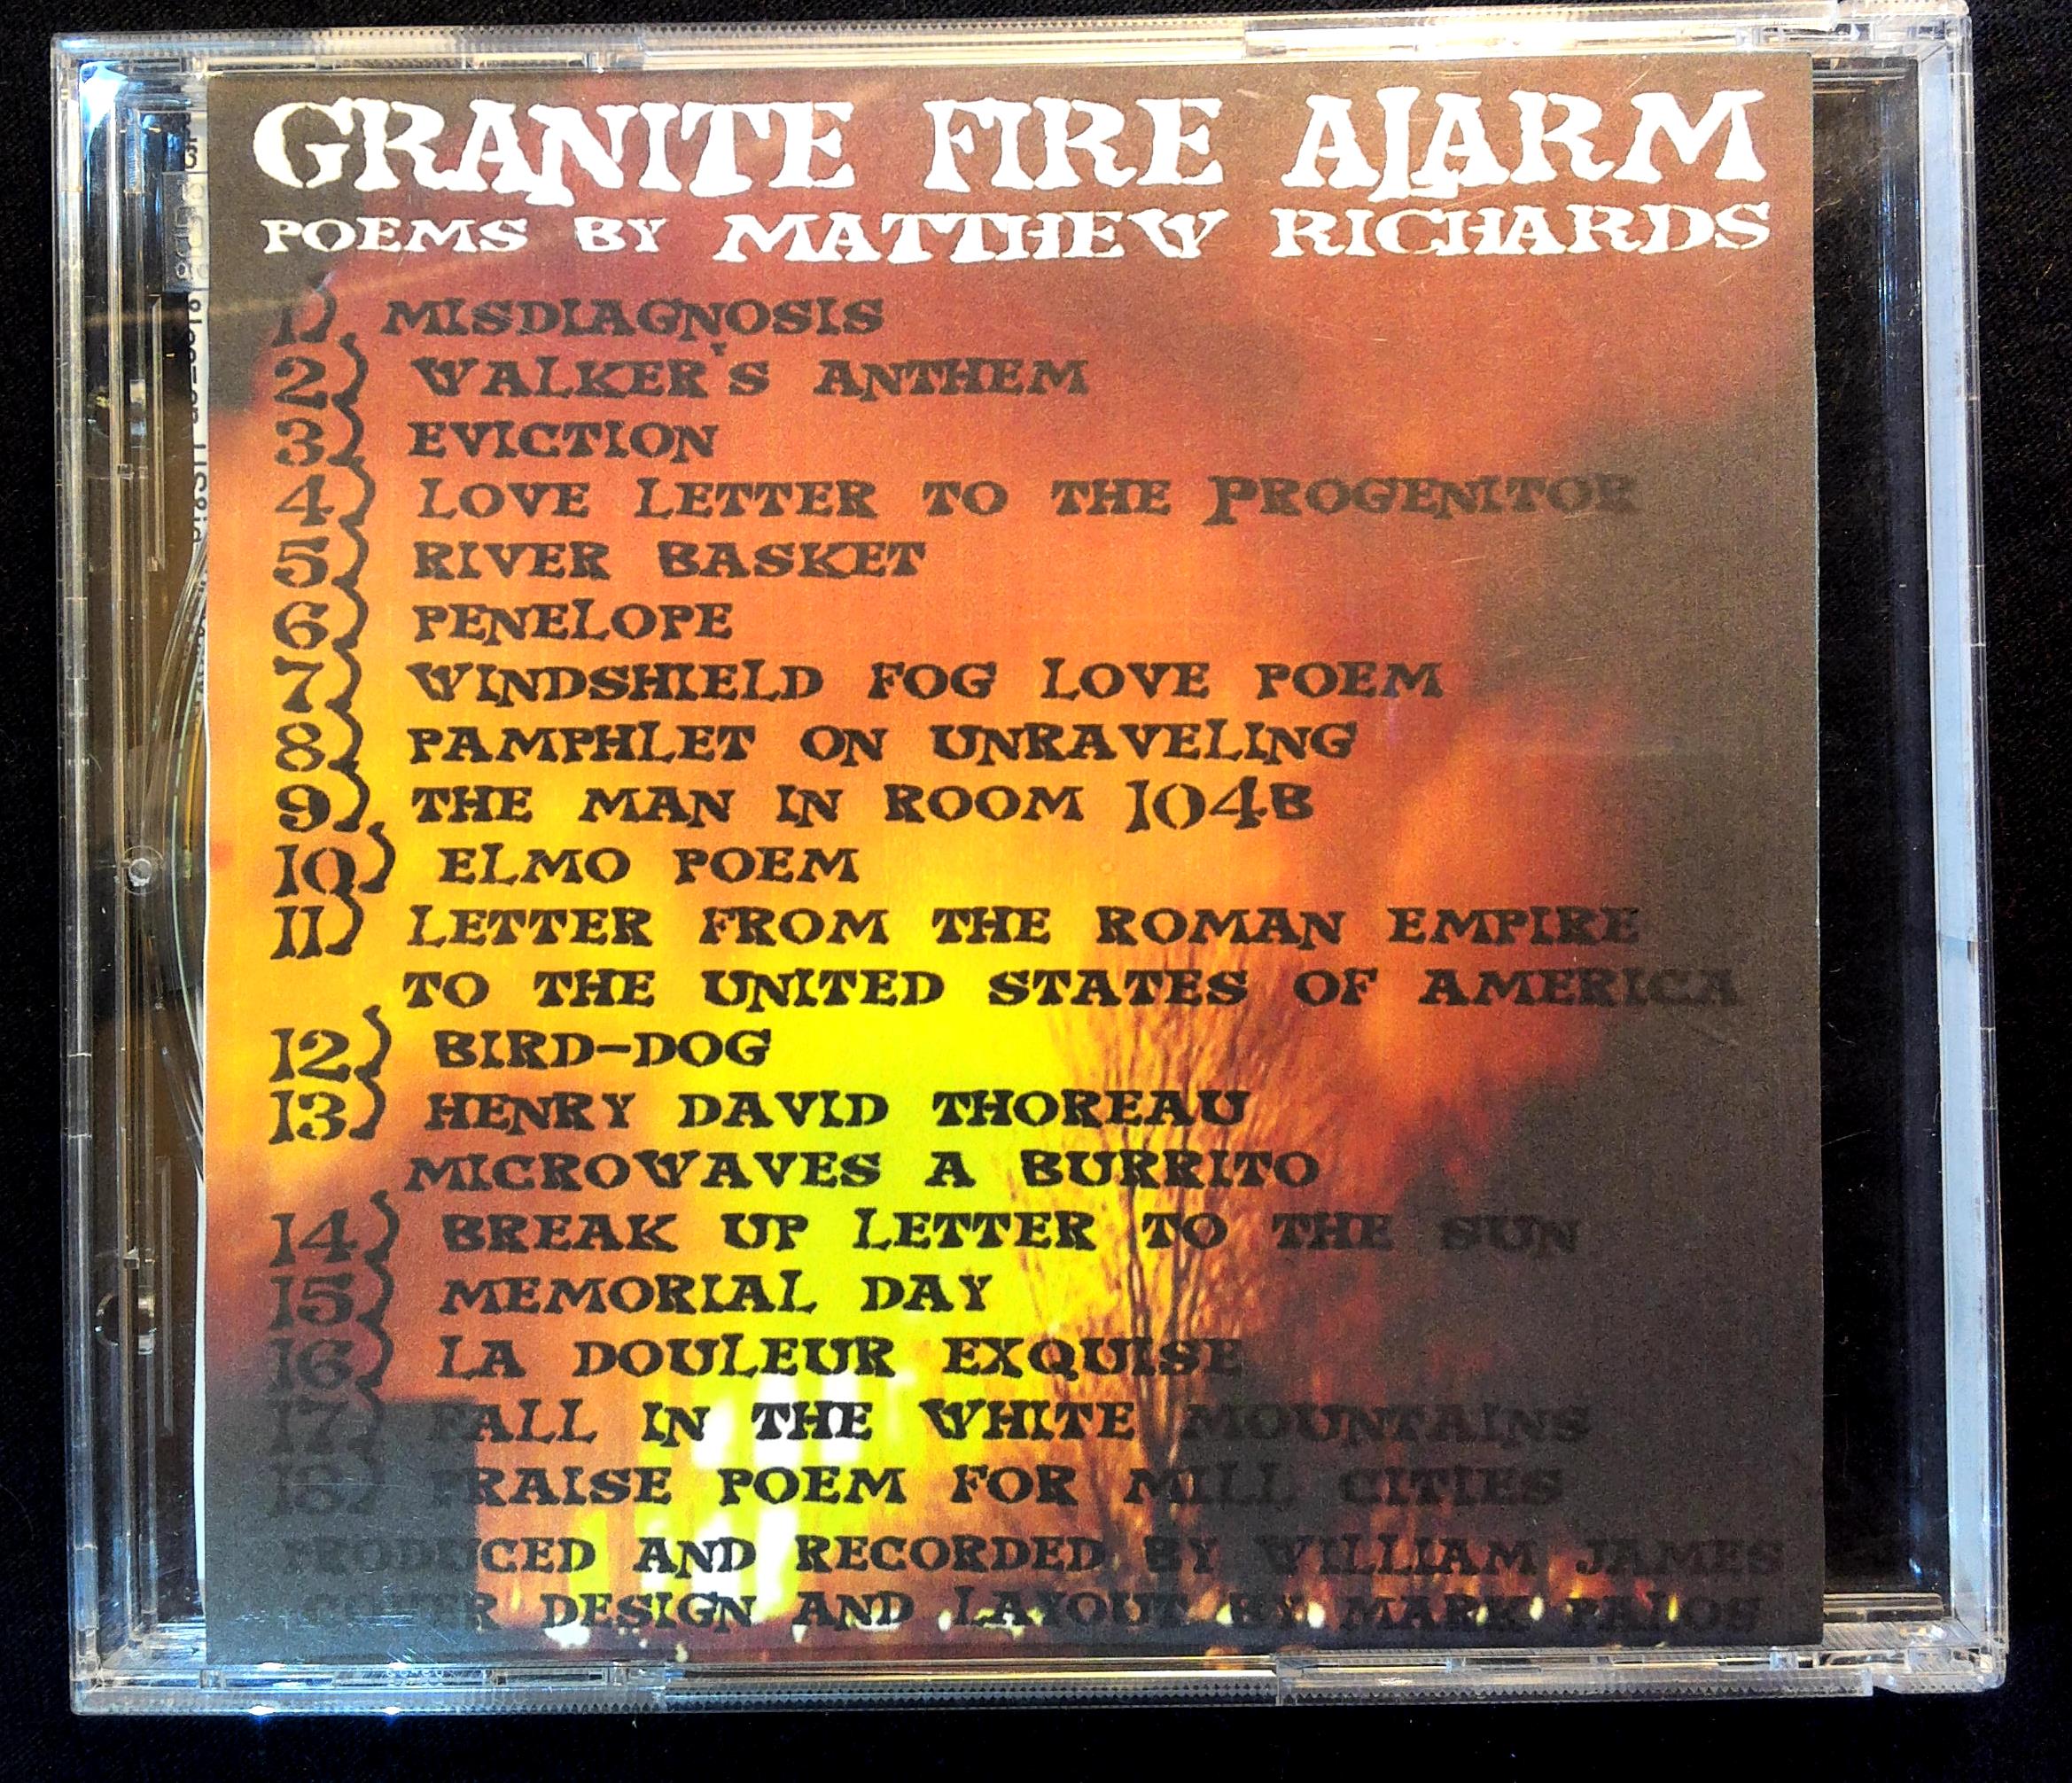 GRANITE FIRE ALARM
POEMS BY MATTHEW RICHARDS
1) MISDIAGNOSIS
2) WALKER'S ANTHEM
3) EVICTION
4) LOVE LETTER TO THE PROGENITOR
5) RIVER BASKET
6) PENELOPE
7) WINDSHIELD FOG LOVE POEM
8) PAMPHLET ON UNRAVELING
9) THE MAN IN ROOM 104B
10) ELMO POEM
11) LETTER FROM THE ROMAN EMPIRE
TO THE UNITED STATES OF AMERICA
12) BIRD-DOG
13) HENRY DAVID THOREAU
MICROWAVES A BURRITO
14) BREAK UP LETTER TO THE SUN
15) MEMORIAL DAY
16) LA DOULEUR EXQUISE
17) FALL IN THE WHITE MOUNTAINS
18) PRAISE POEM FOR MILL CITIES
PRODUCED AND RECORDED BY WILLIAM JAMES
COVER DESIGN AND LAYOUT BY MARK PALOS